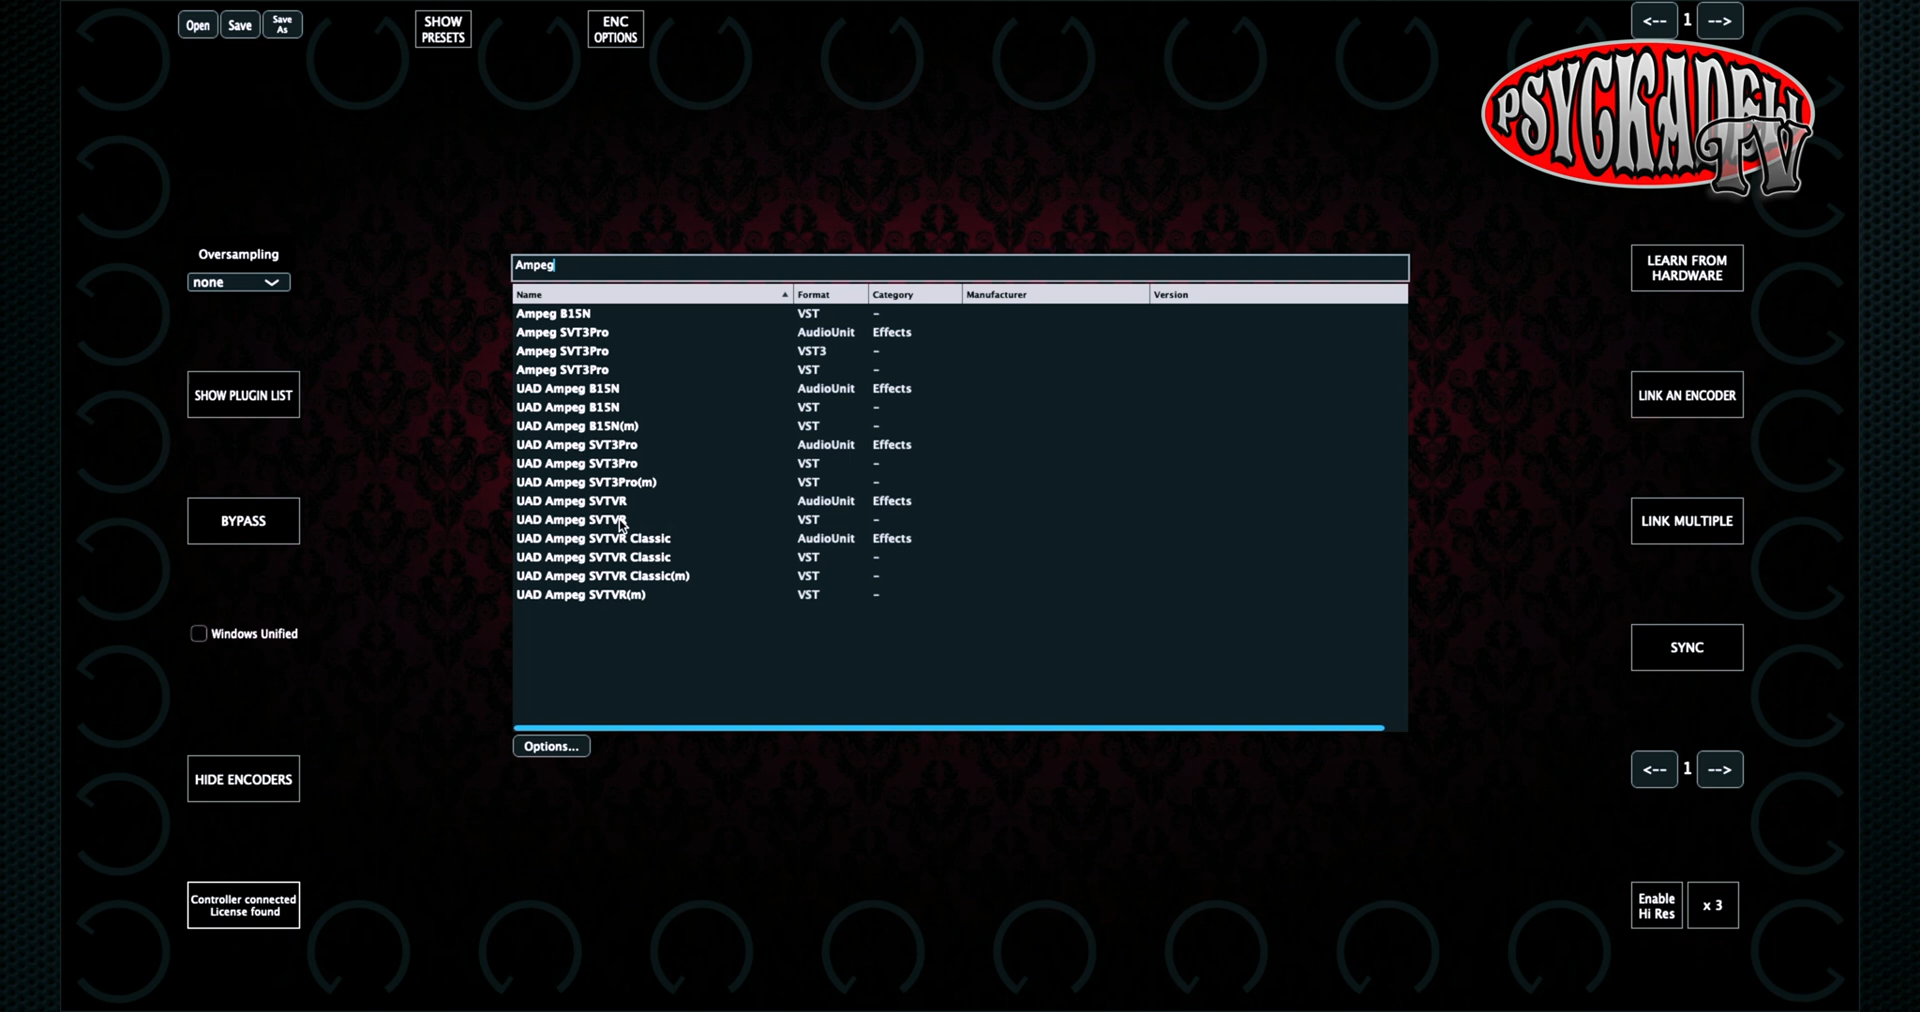 Open
Save
Save
As
SHOW
PRESETS
ENC
OPTIONS
<--
1
-->
PSYCKADELI
TV
Oversampling
none
SHOW PLUGIN LIST
BYPASS
Windows Unified
HIDE ENCODERS
Controller connected
License found
Ampeg
Name Format Category Manufacturer Version
Ampeg B15N VST –
Ampeg SVT3Pro AudioUnit Effects
Ampeg SVT3Pro VST3 –
Ampeg SVT3Pro VST –
UAD Ampeg B15N AudioUnit Effects
UAD Ampeg B15N VST –
UAD Ampeg B15N(m) VST –
UAD Ampeg SVT3Pro AudioUnit Effects
UAD Ampeg SVT3Pro VST –
UAD Ampeg SVT3Pro(m) VST –
UAD Ampeg SVTVR AudioUnit Effects
UAD Ampeg SVTVR VST –
UAD Ampeg SVTVR Classic AudioUnit Effects
UAD Ampeg SVTVR Classic VST –
UAD Ampeg SVTVR Classic(m) VST –
UAD Ampeg SVTVR(m) VST –
Options...
LEARN FROM
HARDWARE
LINK AN ENCODER
LINK MULTIPLE
SYNC
<--
1
-->
Enable
Hi Res
x 3